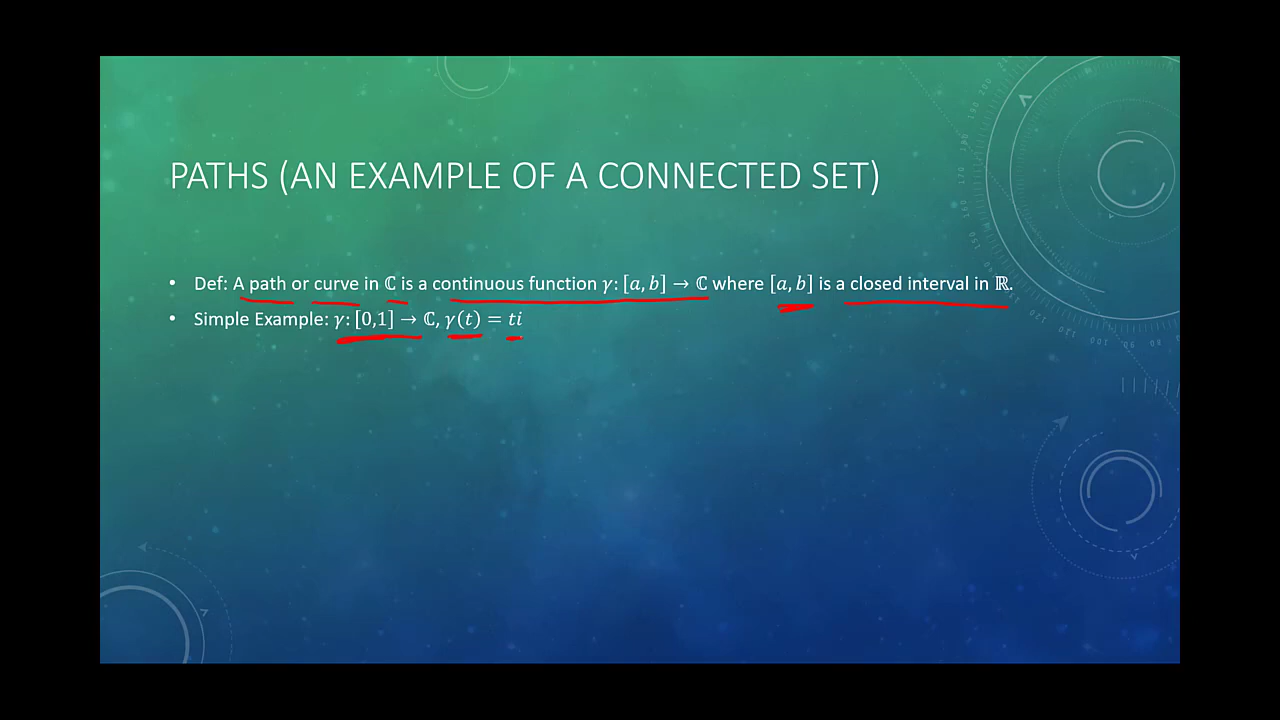 PATHS (AN EXAMPLE OF A CONNECTED SET)
• Def: A path or curve in ℂ is a continuous function 𝛾: [𝑎, 𝑏] → ℂ where [𝑎, 𝑏] is a closed interval in ℝ.
• Simple Example: 𝛾: [0,1] → ℂ, 𝛾(𝑡) = 𝑡𝑖